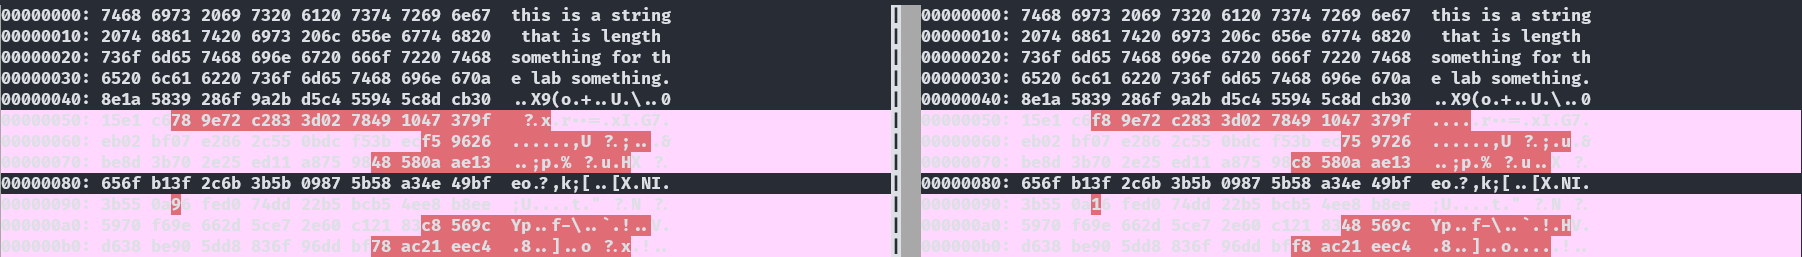 00000000: 7468 6973 2069 7320 6120 7374 7269 6e67  this is a string
00000010: 2074 6861 7420 6973 206c 656e 6774 6820   that is length
00000020: 736f 6d65 7468 696e 6720 666f 7220 7468  something for th
00000030: 6520 6c61 6220 736f 6d65 7468 696e 670a  e lab something.
00000040: 8e1a 5839 286f 9a2b d5c4 5594 5c8d cb30  ..X9(o.+..U.\..0
00000050: 15e1 c678 9e72 c283 3d02 7849 1047 379f   ?.x.r··=.xI.G7.
00000060: eb02 bf07 e286 2c55 0bdc f53b ecf5 9626  ......,U ?.;...&
00000070: be8d 3b70 2e25 ed11 a875 9848 580a ae13  ..;p.% ?.u.HX ?.
00000080: 656f b13f 2c6b 3b5b 0987 5b58 a34e 49bf  eo.?,k;[..[X.NI.
00000090: 3b55 0a96 fed0 74dd 22b5 bcb5 4ee8 b8ee  ;U....t." ?.N ?.
000000a0: 5970 f69e 662d 5ce7 2e60 c121 83c8 569c  Yp..f-\..`.!..V.
000000b0: d638 be90 5dd8 836f 96dd bf78 ac21 eec4  .8..]..o ?.x.!..
00000000: 7468 6973 2069 7320 6120 7374 7269 6e67  this is a string
00000010: 2074 6861 7420 6973 206c 656e 6774 6820   that is length
00000020: 736f 6d65 7468 696e 6720 666f 7220 7468  something for th
00000030: 6520 6c61 6220 736f 6d65 7468 696e 670a  e lab something.
00000040: 8e1a 5839 286f 9a2b d5c4 5594 5c8d cb30  ..X9(o.+..U.\..0
00000050: 15e1 c6f8 9e72 c283 3d02 7849 1047 379f  .....r··=.xI.G7.
00000060: eb02 bf07 e286 2c55 0bdc f53b ec75 9726  ......,U ?.;.u.&
00000070: be8d 3b70 2e25 ed11 a875 98c8 580a ae13  ..;p.% ?.u..X ?.
00000080: 656f b13f 2c6b 3b5b 0987 5b58 a34e 49bf  eo.?,k;[..[X.NI.
00000090: 3b55 0a16 fed0 74dd 22b5 bcb5 4ee8 b8ee  ;U....t." ?.N ?.
000000a0: 5970 f69e 662d 5ce7 2e60 c121 8348 569c  Yp..f-\..`.!.HV.
000000b0: d638 be90 5dd8 836f 96dd bff8 ac21 eec4  .8..]..o.....!..